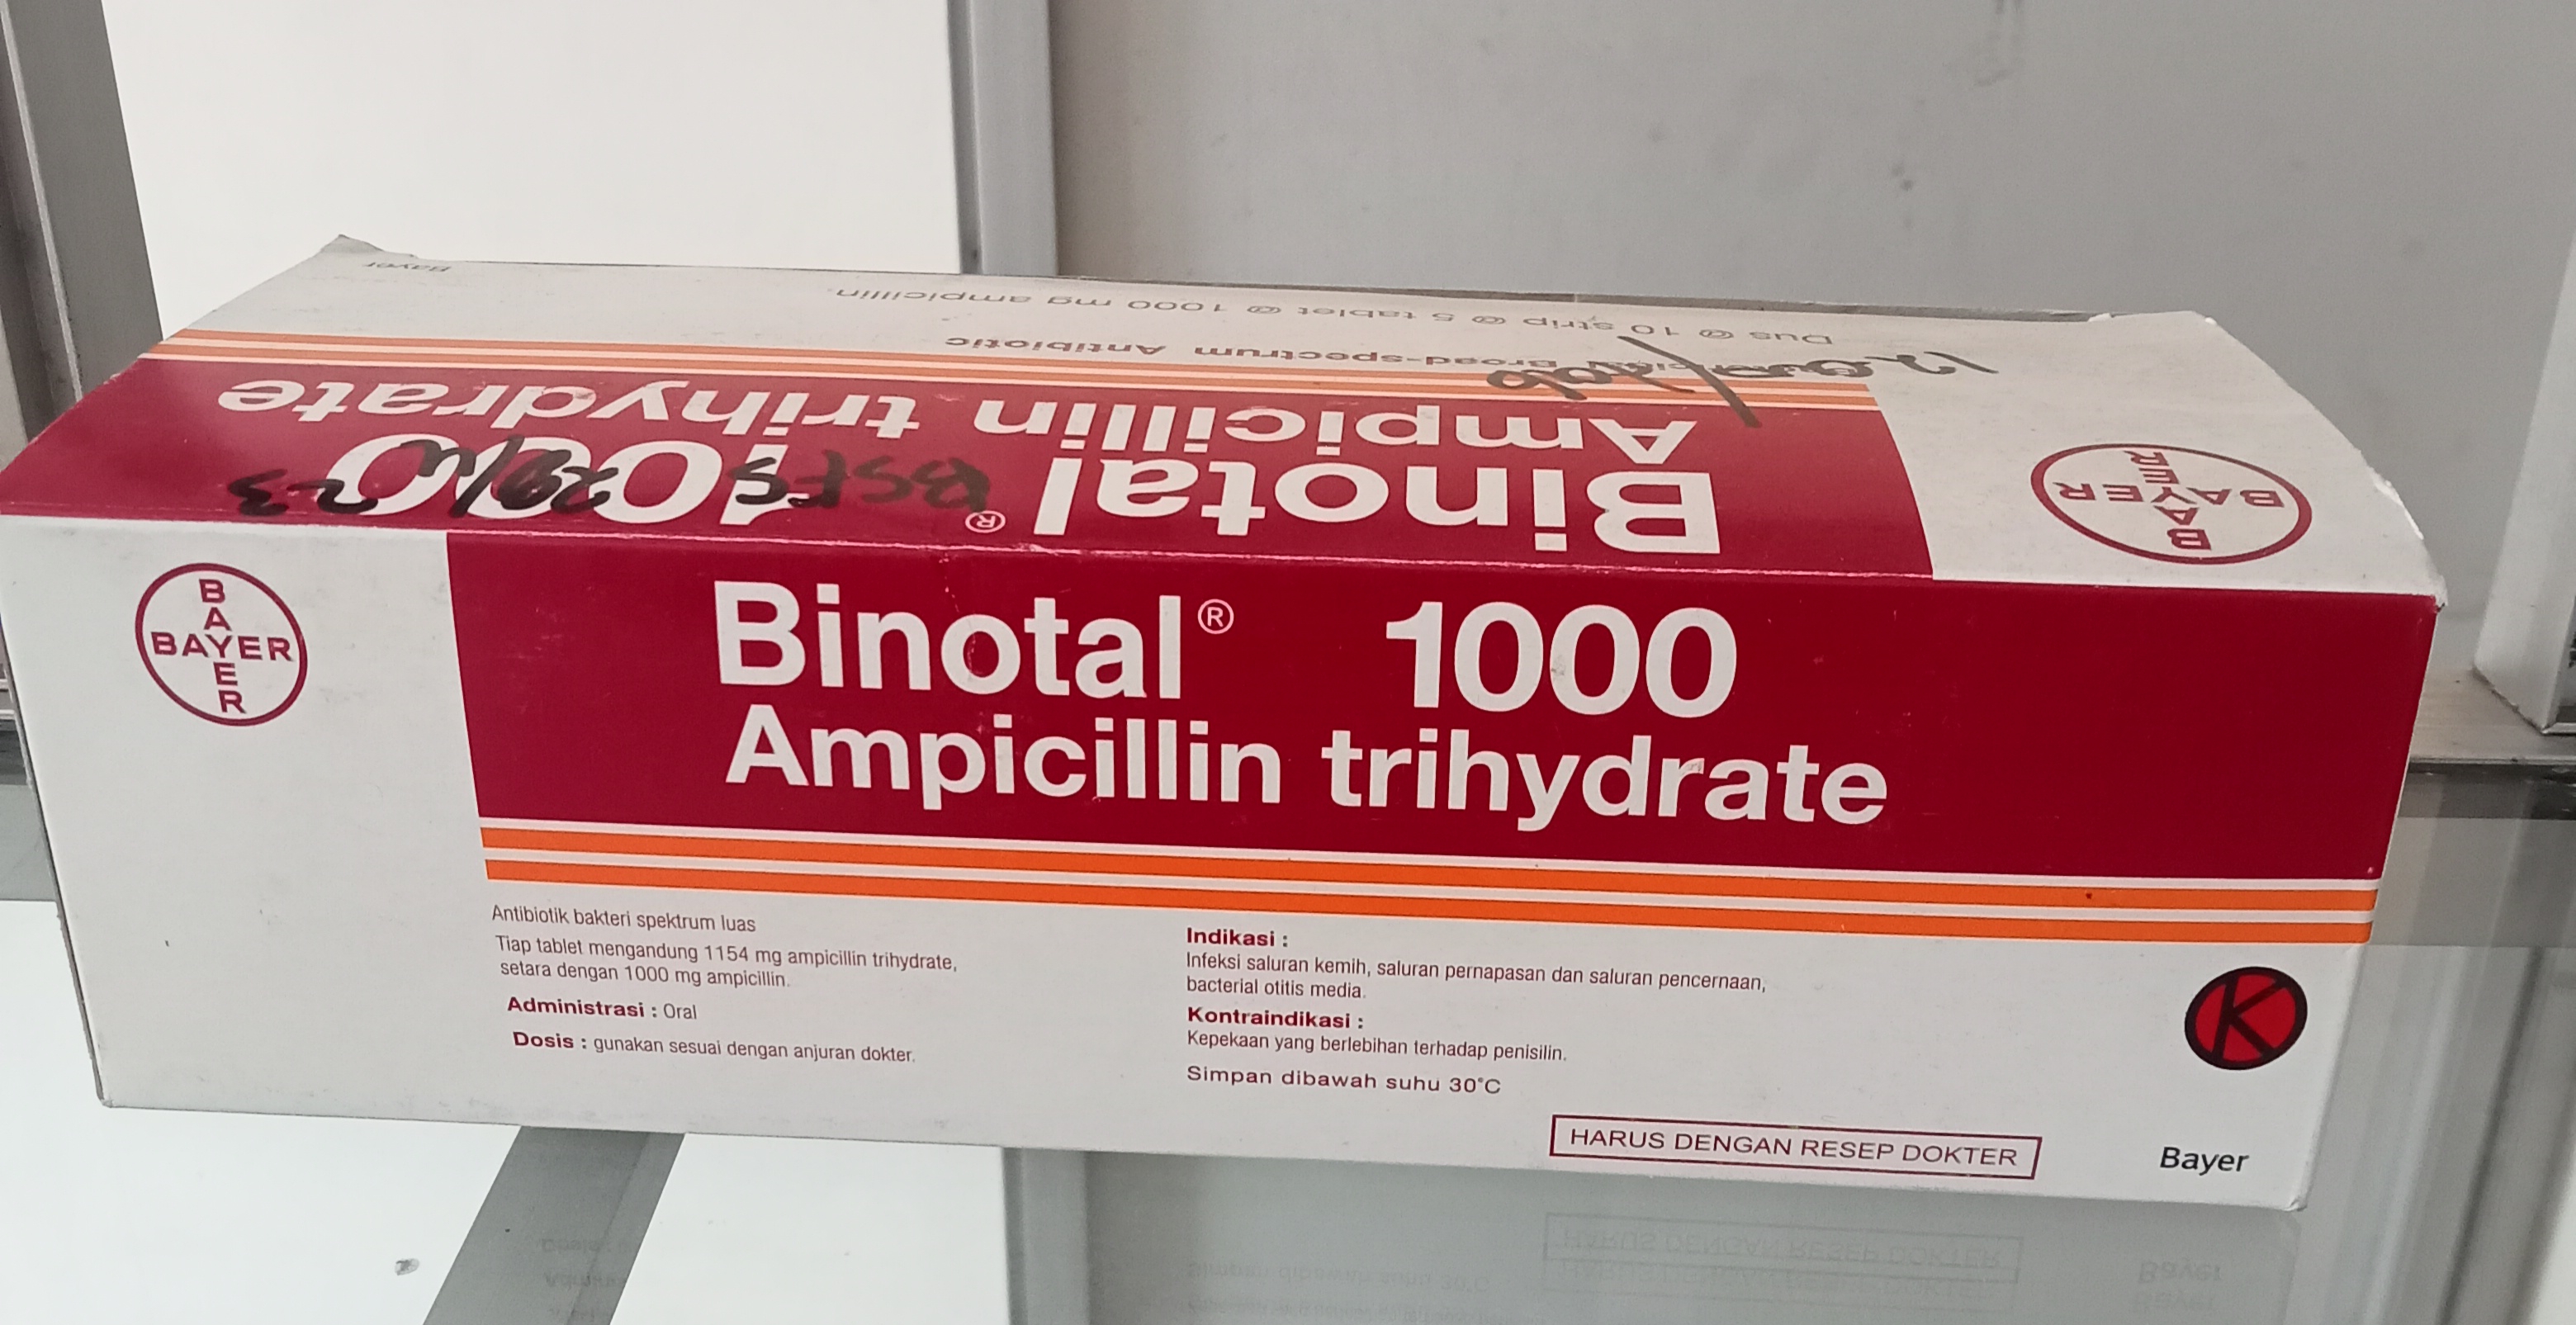 Bayer
Dus @ 10 strip @ 5 tablet @ 1000 mg ampicillin.
Broad-spectrum Antibiotic
Ampicillin trihydrate
Binotal® 1000
BAYER
BAYER
BAYER
BAYER
Binotal® 1000
Ampicillin trihydrate
Antibiotik bakteri spektrum luas
Tiap tablet mengandung 1154 mg ampicillin trihydrate,
setara dengan 1000 mg ampicillin.
Administrasi : Oral
Dosis : gunakan sesuai dengan anjuran dokter.
Indikasi :
Infeksi saluran kemih, saluran pernapasan dan saluran pencernaan,
bacterial otitis media.
Kontraindikasi :
Kepekaan yang berlebihan terhadap penisilin.
Simpan dibawah suhu 30°C
K
HARUS DENGAN RESEP DOKTER
Bayer